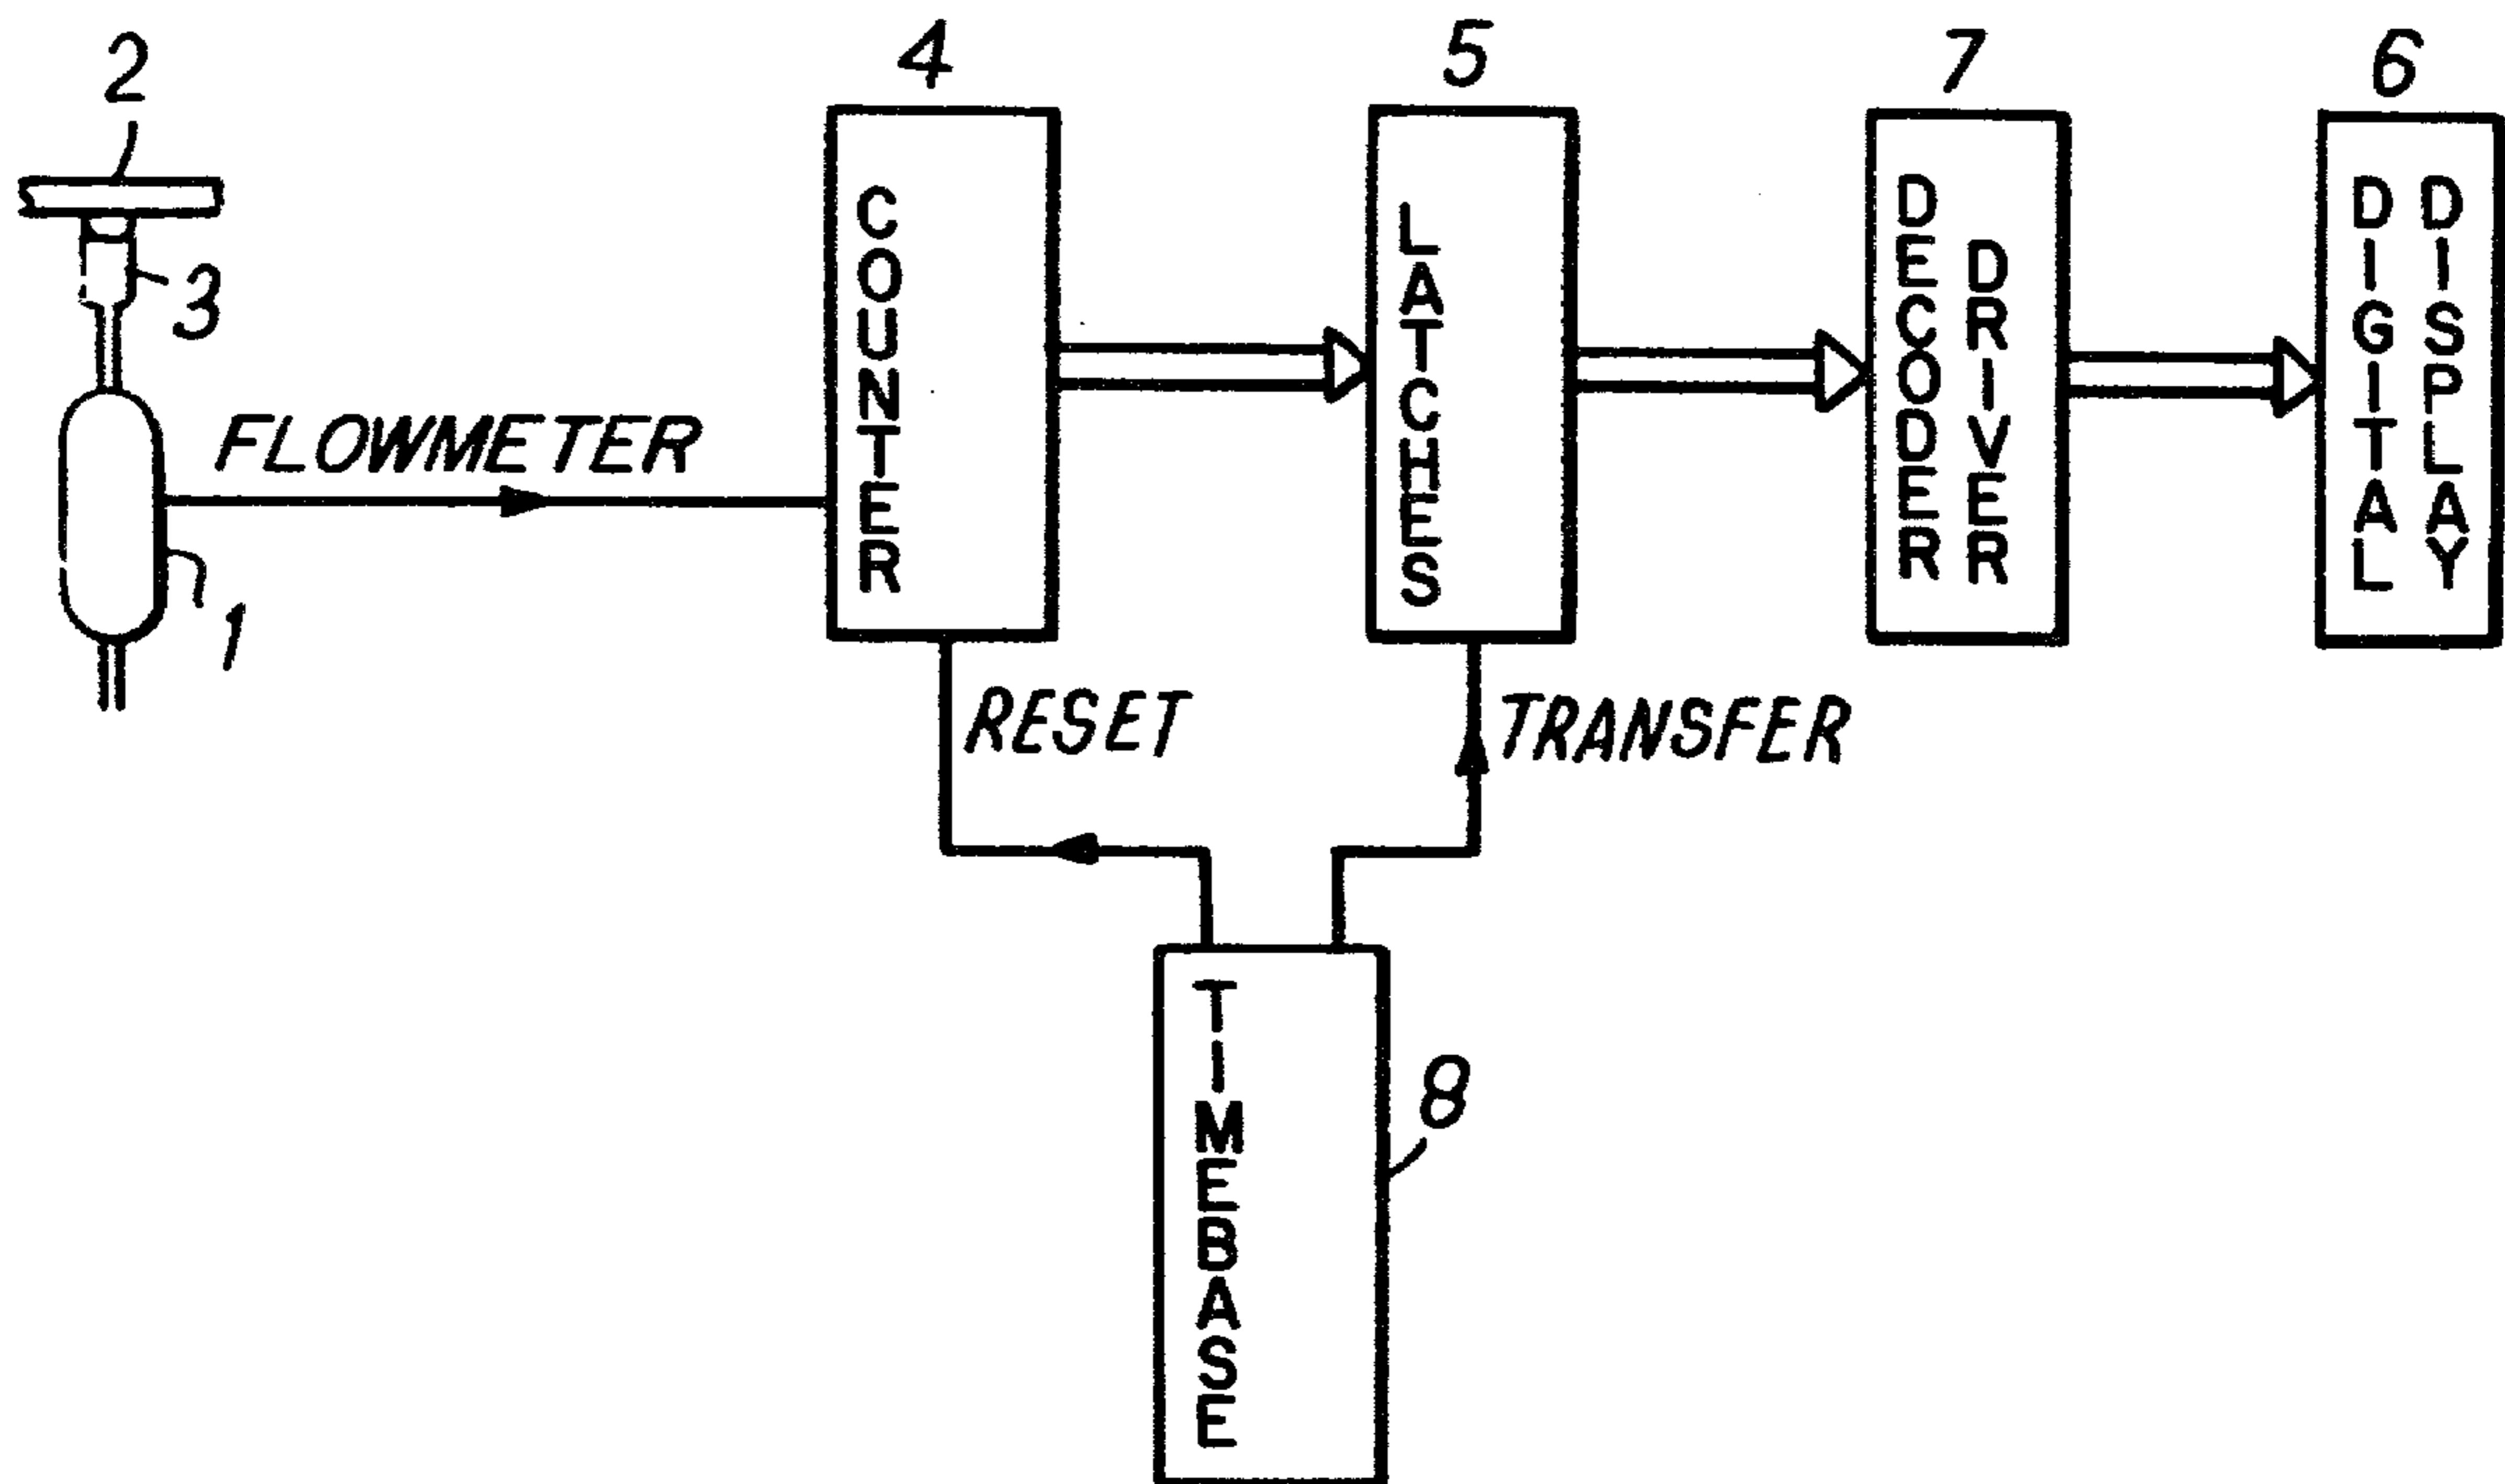 2
4
5
7
6
3
FLOWMETER
1
COUNTER
LATCHES
DECODER
DRIVER
DIGITAL
DISPLAY
RESET
TRANSFER
TIMEBASE
8